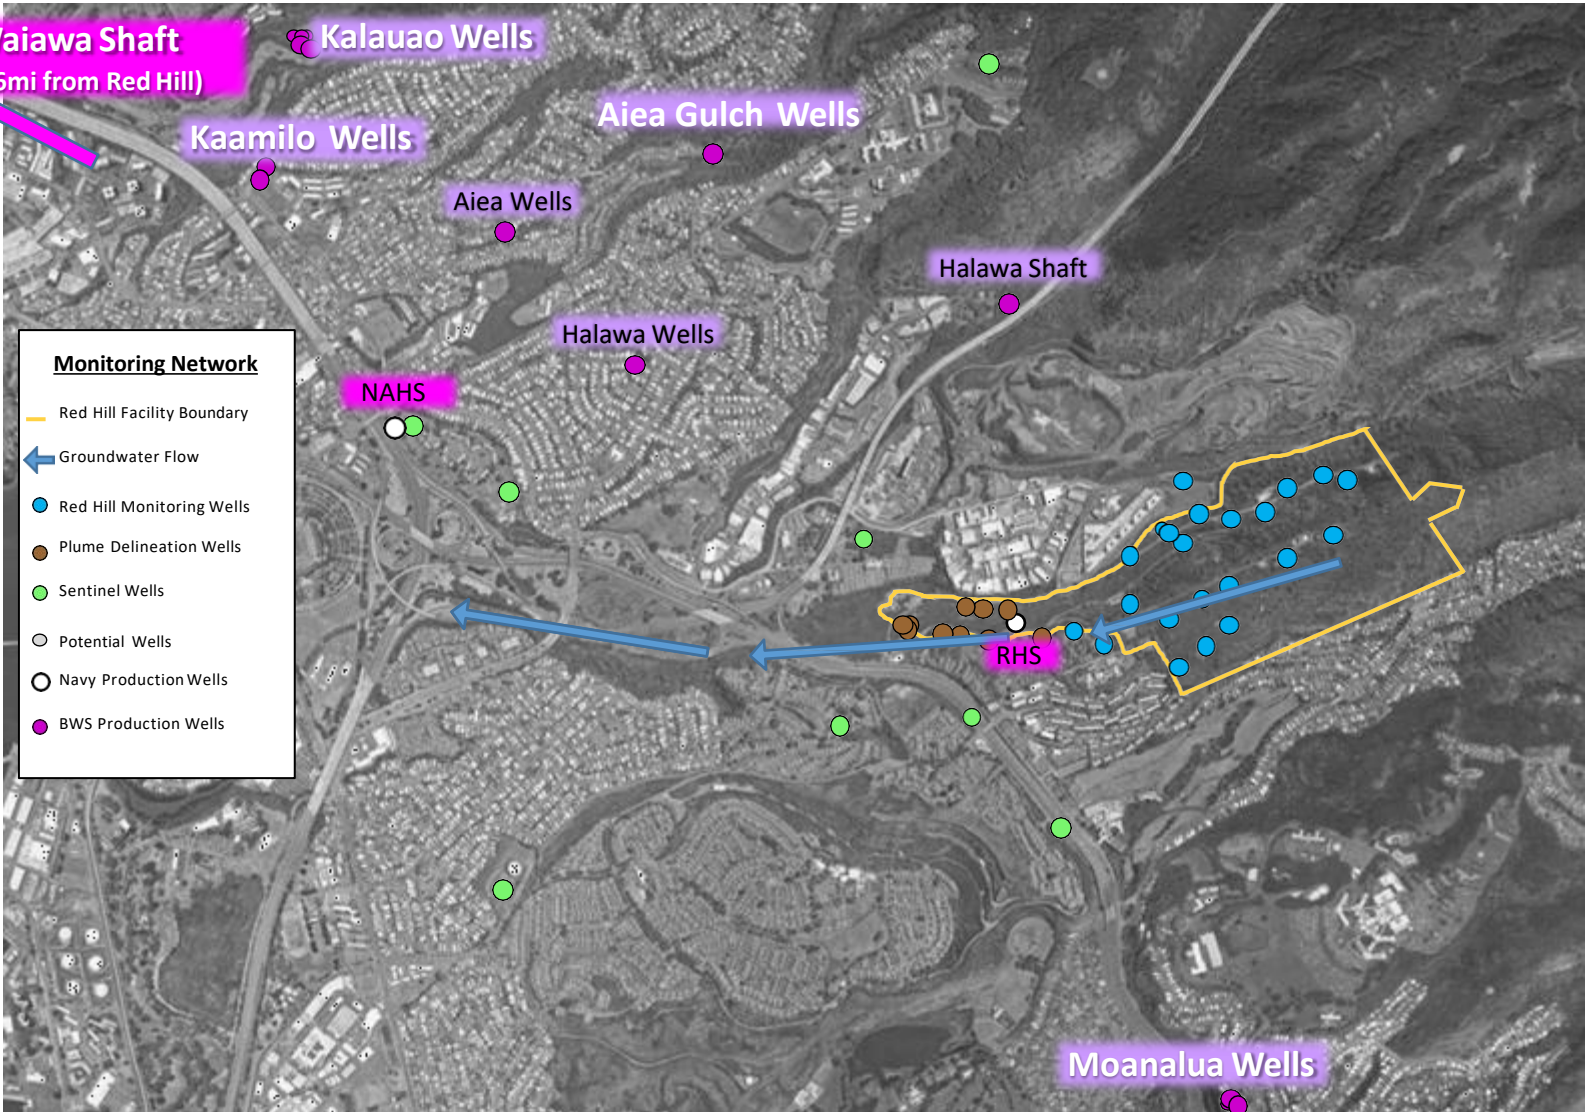 Shaft
mi from Red Hill)
Kalauao Wells
Kaamilo Wells
Aiea Gulch Wells
Aiea Wells
Halawa Shaft
Halawa Wells
NAHS
Monitoring Network
Red Hill Facility Boundary
Groundwater Flow
Red Hill Monitoring Wells
Plume Delineation Wells
Sentinel Wells
Potential Wells
Navy Production Wells
BWS Production Wells
RHS
Moanalua Wells